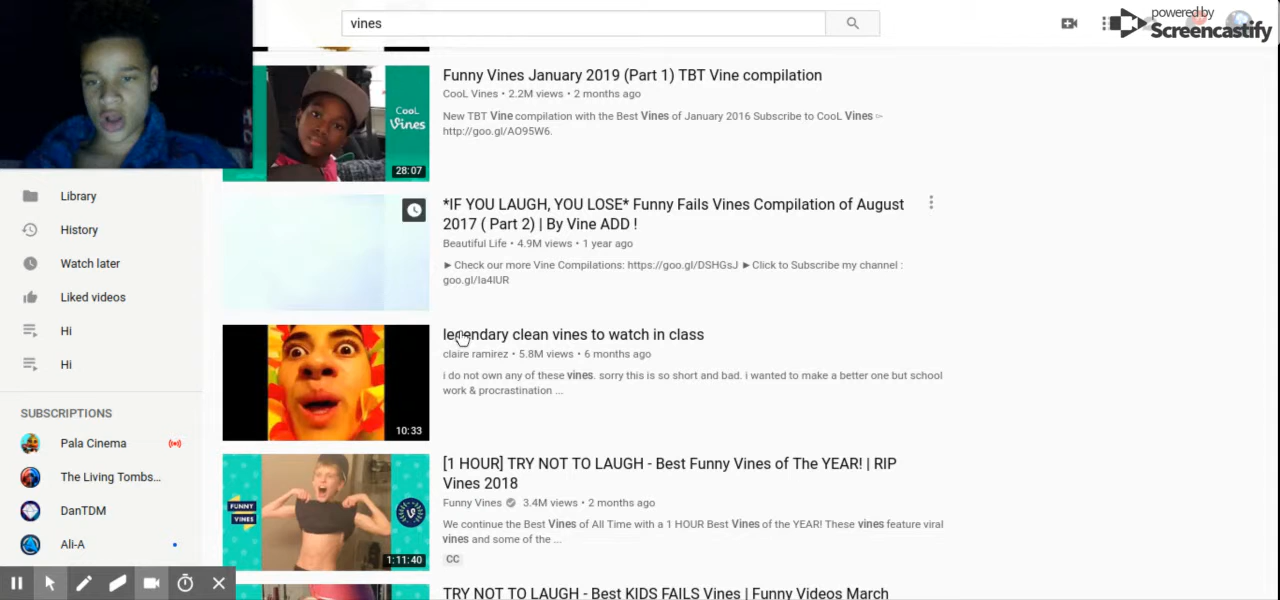 powered by
Screencastify
vines
Funny Vines January 2019 (Part 1) TBT Vine compilation
CooL Vines • 2.2M views • 2 months ago
New TBT Vine compilation with the Best Vines of January 2016 Subscribe to CooL Vines ▻
http://goo.gl/AO95W6.
CooL
Vines
28:07
Library
History
Watch later
Liked videos
Hi
Hi
*IF YOU LAUGH, YOU LOSE* Funny Fails Vines Compilation of August
2017 ( Part 2) | By Vine ADD !
Beautiful Life • 4.9M views • 1 year ago
►Check our more Vine Compilations: https://goo.gl/DSHGsJ ►Click to Subscribe my channel :
goo.gl/Ia4IUR
legendary clean vines to watch in class
claire ramirez • 5.8M views • 6 months ago
i do not own any of these vines. sorry this is so short and bad. i wanted to make a better one but school
work & procrastination ...
10:33
SUBSCRIPTIONS
Pala Cinema
The Living Tombs...
DanTDM
Ali-A
[1 HOUR] TRY NOT TO LAUGH - Best Funny Vines of The YEAR! | RIP
Vines 2018
Funny Vines 3.4M views • 2 months ago
We continue the Best Vines of All Time with a 1 HOUR Best Vines of the YEAR! These vines feature viral
vines and some of the ...
CC
FUNNY
VINES
1:11:40
TRY NOT TO LAUGH - Best KIDS FAILS Vines | Funny Videos March